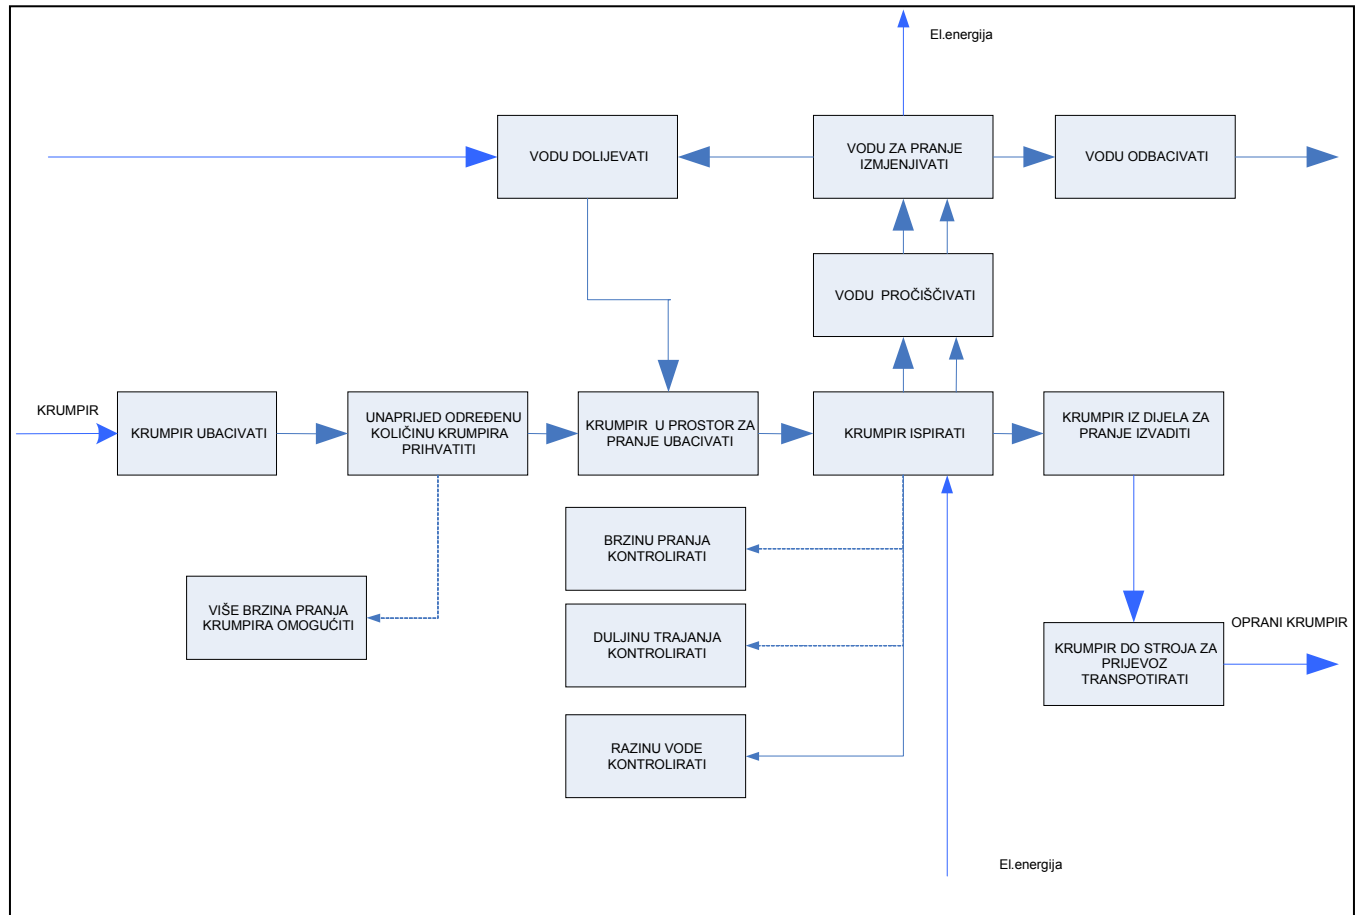 El.energija
VODU DOLIJEVATI
VODU ZA PRANJE
IZMJENJIVATI
VODU ODBACIVATI
VODU  PROČIŠČIVATI
KRUMPIR
KRUMPIR UBACIVATI
UNAPRIJED ODREĐENU
KOLIČINU KRUMPIRA
PRIHVATITI
KRUMPIR  U PROSTOR ZA
PRANJE UBACIVATI
KRUMPIR ISPIRATI
KRUMPIR IZ DIJELA ZA
PRANJE IZVADITI
BRZINU PRANJA
KONTROLIRATI
VIŠE BRZINA PRANJA
KRUMPIRA OMOGUĆITI
DULJINU TRAJANJA
KONTROLIRATI
OPRANI KRUMPIR
KRUMPIR DO STROJA ZA
PRIJEVOZ
TRANSPOTIRATI
RAZINU VODE
KONTROLIRATI
El.energija